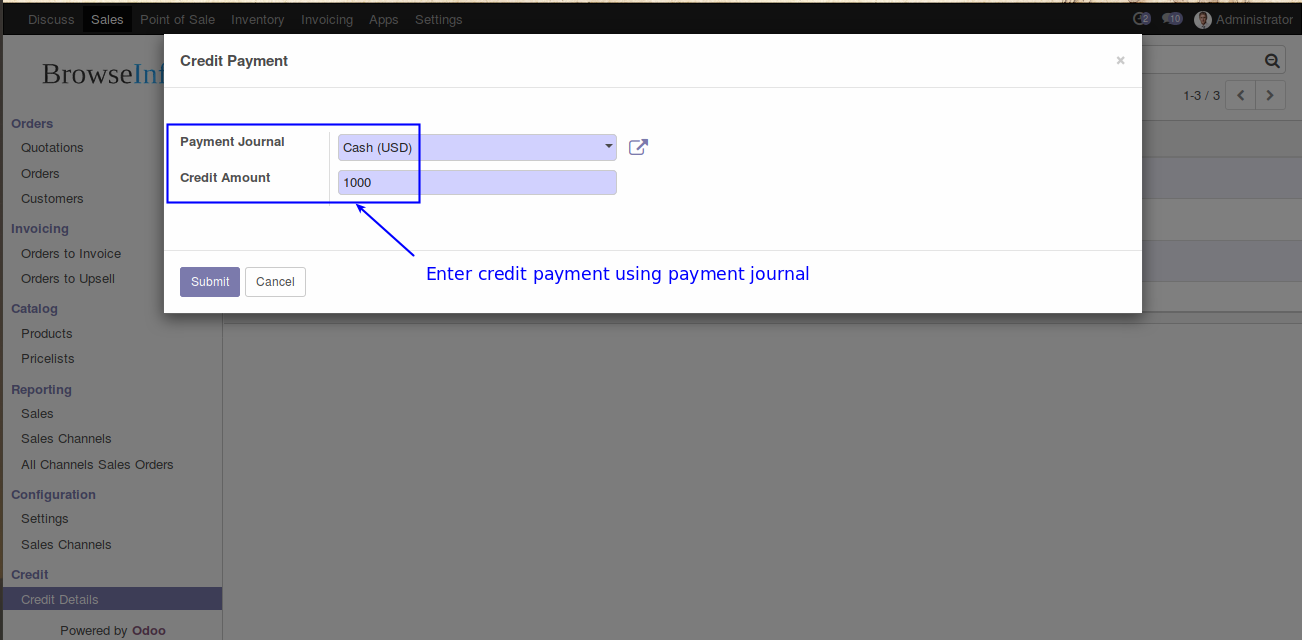 Discuss Sales Point of Sale Inventory Invoicing Apps Settings 2 10 Administrator
BrowseInf
Credit Payment ×
1-3 / 3
Orders
Quotations
Orders
Customers
Invoicing
Orders to Invoice
Orders to Upsell
Catalog
Products
Pricelists
Reporting
Sales
Sales Channels
All Channels Sales Orders
Configuration
Settings
Sales Channels
Credit
Credit Details
Powered by Odoo
Payment Journal Cash (USD)
Credit Amount 1000
Enter credit payment using payment journal
Submit Cancel